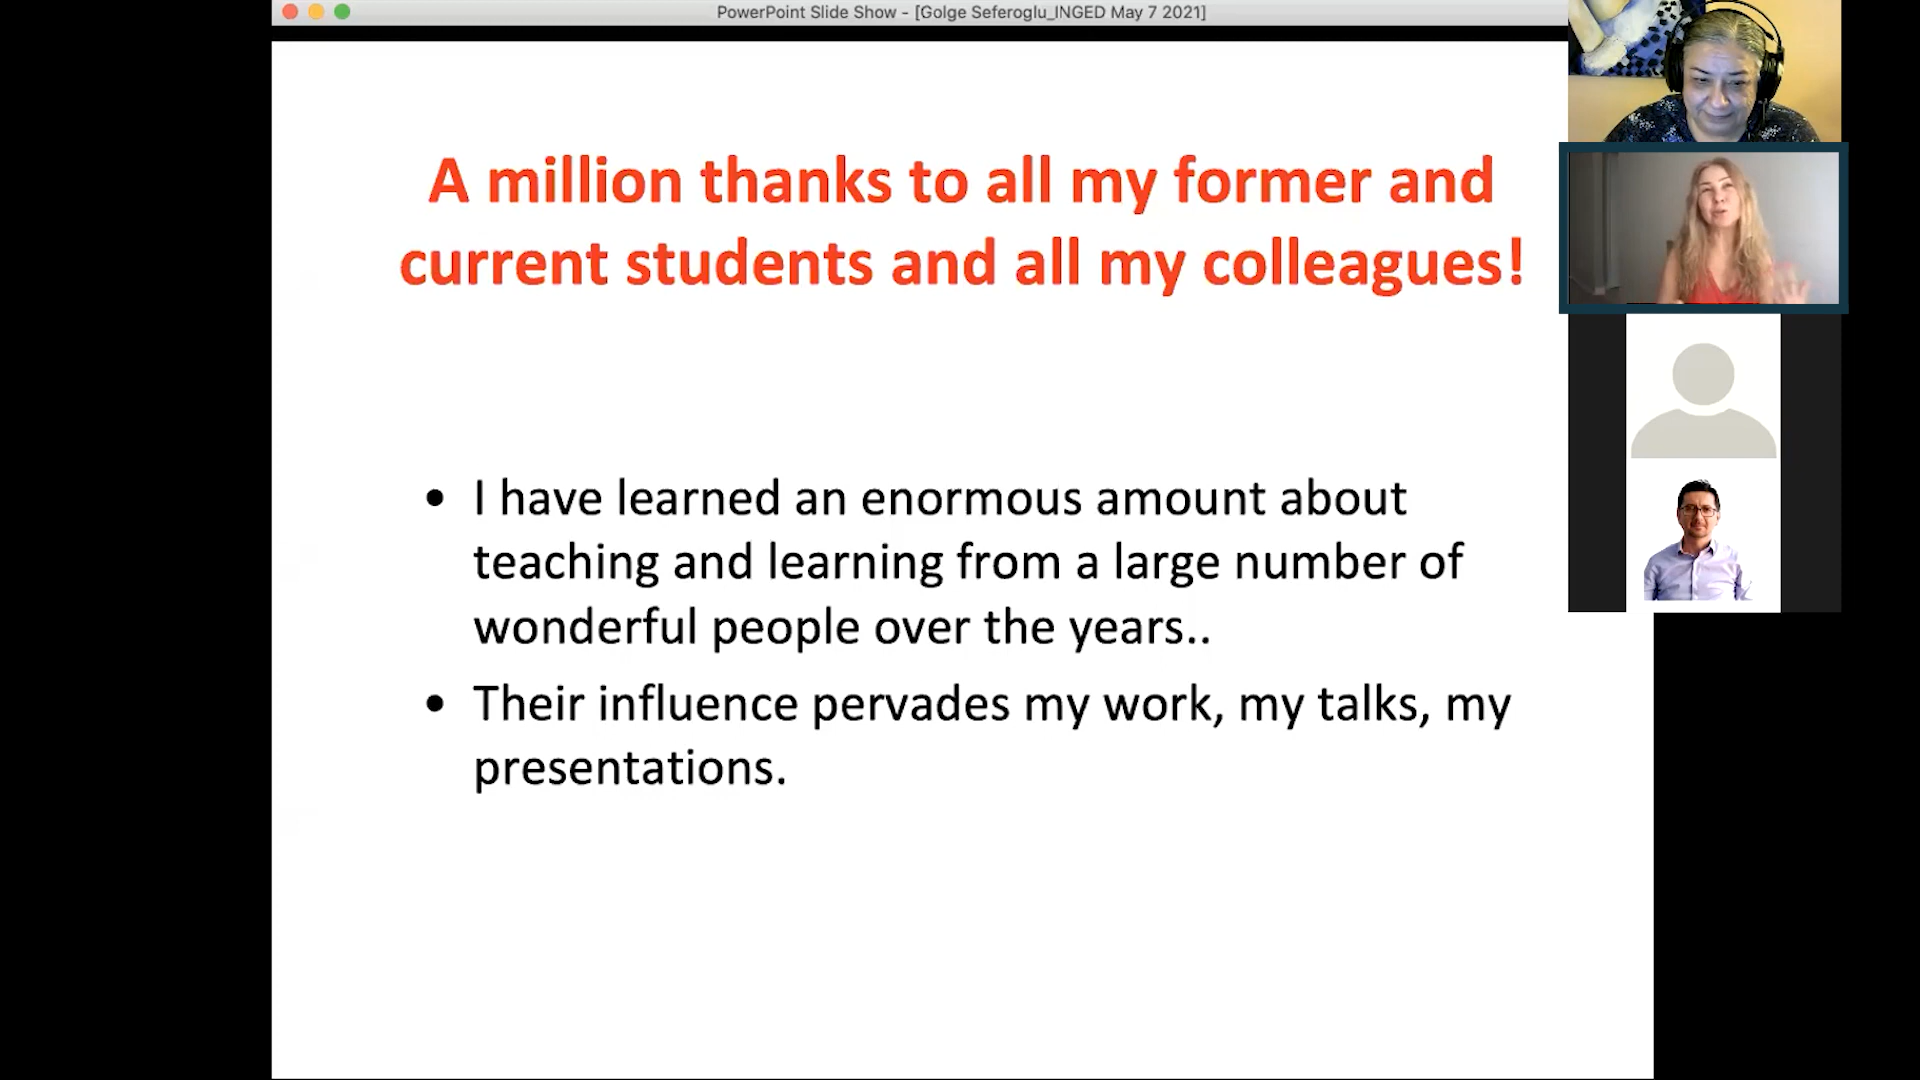 PowerPoint Slide Show - [Golge Seferoglu_INGED May 7 2021]
A million thanks to all my former and
current students and all my colleagues!
• I have learned an enormous amount about
teaching and learning from a large number of
wonderful people over the years..
• Their influence pervades my work, my talks, my
presentations.